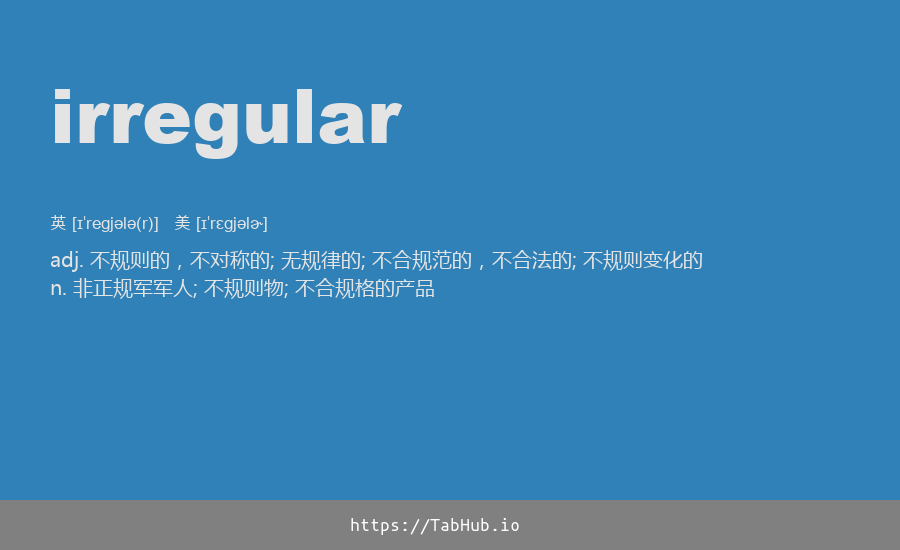 irregular
英 [ɪˈregjələ(r)] 美 [ɪˈrɛɡjəlɚ]
adj. 不规则的，不对称的; 无规律的; 不合规范的，不合法的; 不规则变化的
n. 非正规军军人; 不规则物; 不合规格的产品
https://TabHub.io